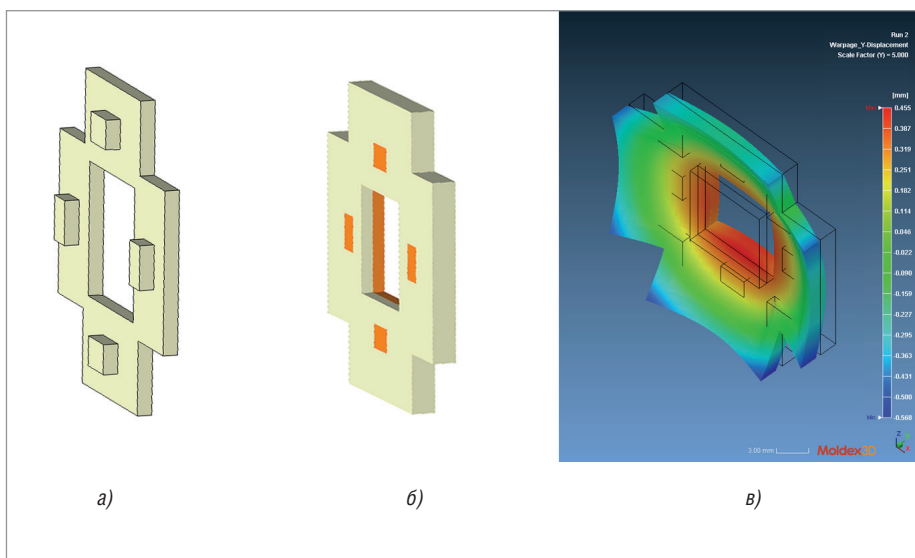 Run 2
Warpage_Y-Displacement
Scale Factor (Y) = 5.000
[mm]
Max 0.455
0.387
0.319
0.251
0.182
0.114
0.046
-0.022
-0.090
-0.159
-0.227
-0.295
-0.363
-0.431
-0.500
Min -0.568
3.00 mm
Moldex3D
Z
Y
X
а)
б)
в)